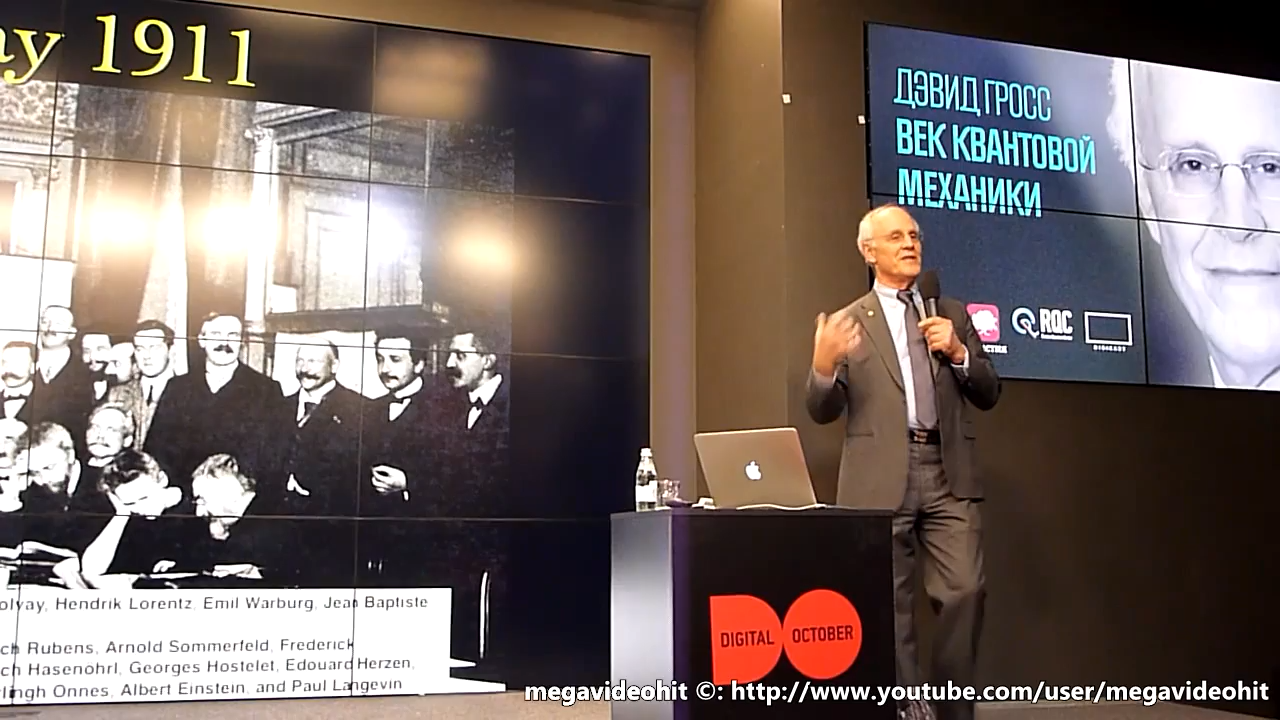 ay 1911
olvay, Hendrik Lorentz, Emil Warburg, Jean Baptiste
ch Rubens, Arnold Sommerfeld, Frederick
ch Hasenohrl, Georges Hostelet, Edouard Herzen,
rlingh Onnes, Albert Einstein, and Paul Langevin
ДЭВИД ГРОСС
ВЕК КВАНТОВОЙ
МЕХАНИКИ
RQC
DIGITAL OCTOBER
megavideohit ©: http://www.youtube.com/user/megavideohit